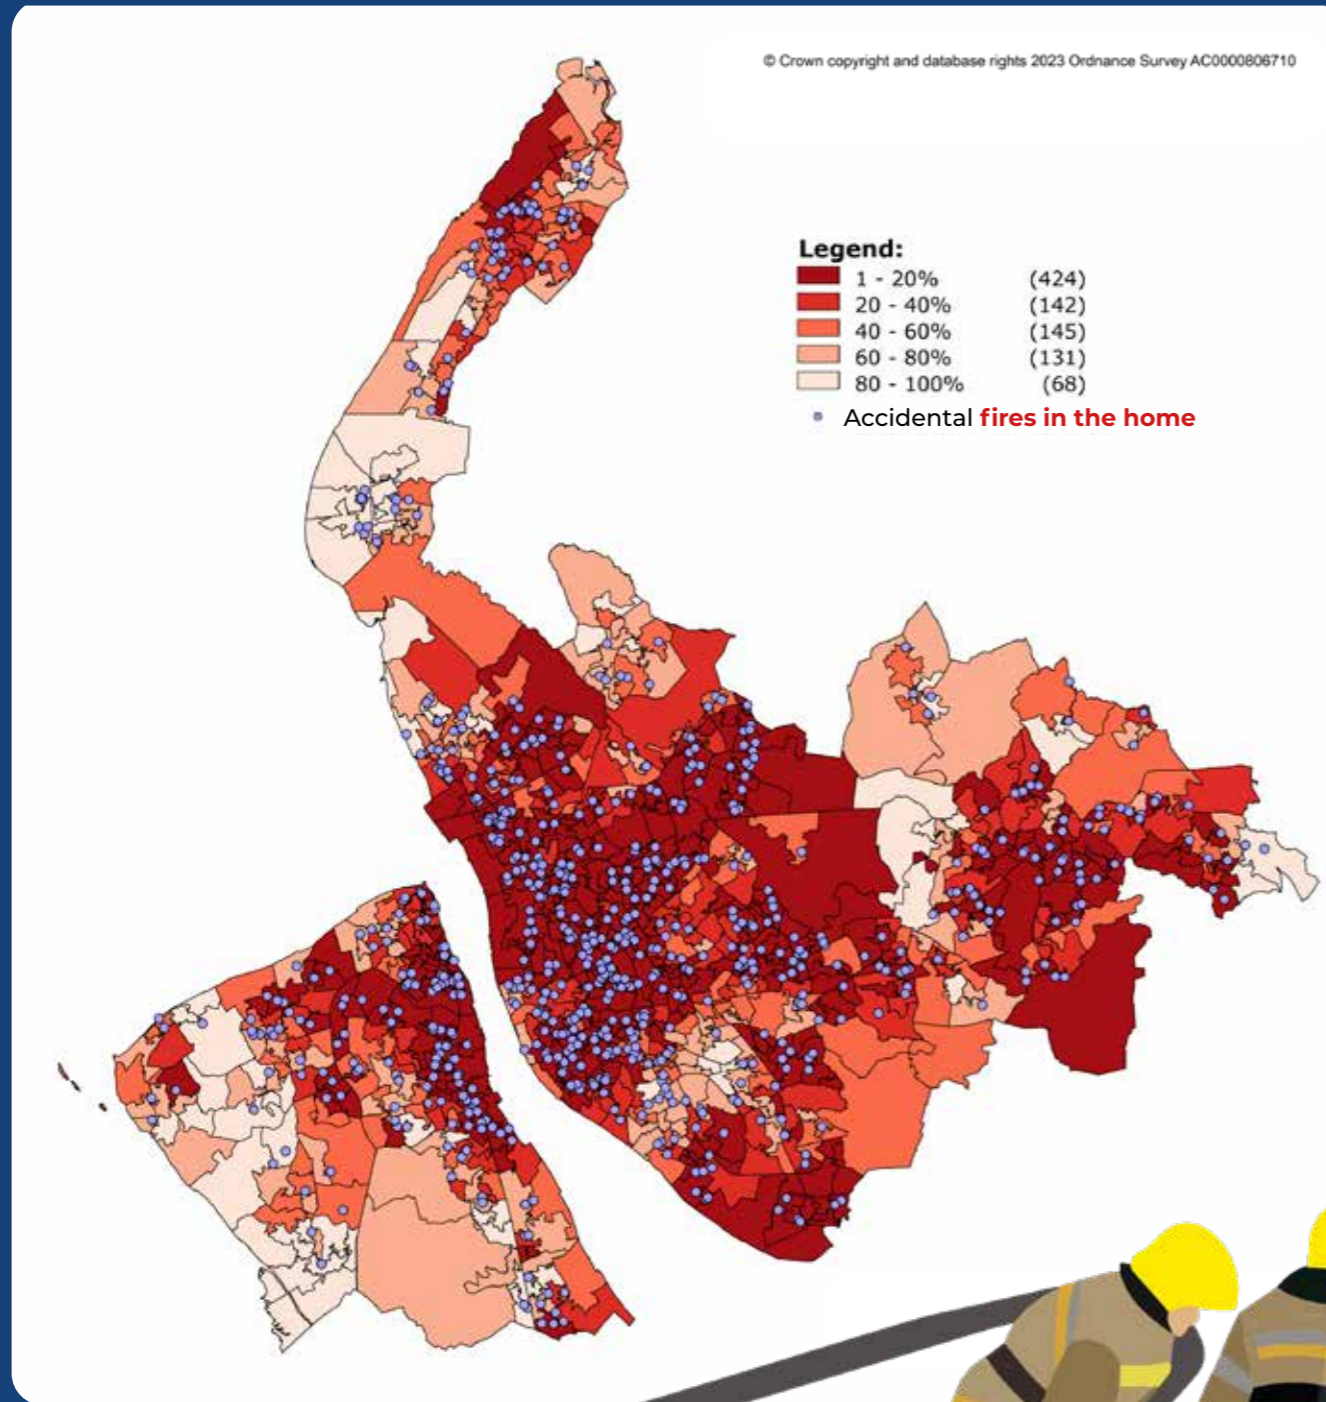 © Crown copyright and database rights 2023 Ordnance Survey AC0000806710
Legend:
1 - 20% (424)
20 - 40% (142)
40 - 60% (145)
60 - 80% (131)
80 - 100% (68)
Accidental fires in the home